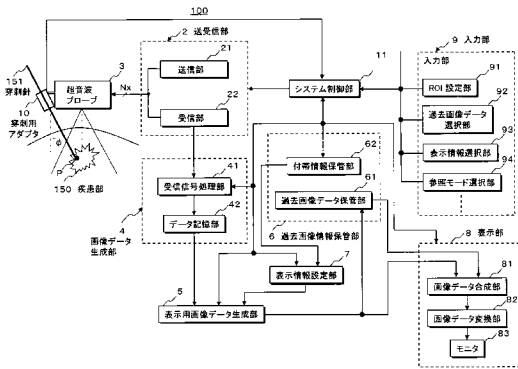 100
151
穿刺針
10
穿刺用
アダプタ
3
超音波
プローブ
Nx
φ
P
150 疾患部
2 送受信部
21
送信部
22
受信部
11
システム制御部
9 入力部
入力部
91
ROI 設定部
92
過去画像データ
選択部
93
表示情報選択部
94
参照モード選択部
41
受信信号処理部
42
データ記憶部
4
画像データ
生成部
62
付帯情報保管部
61
過去画像データ保管部
6 過去画像情報保管部
7
表示情報設定部
5
表示用画像データ生成部
8 表示部
81
画像データ合成部
82
画像データ変換部
83
モニタ